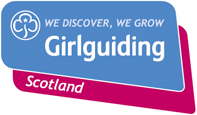 WE DISCOVER, WE GROW
Girlguiding
Scotland